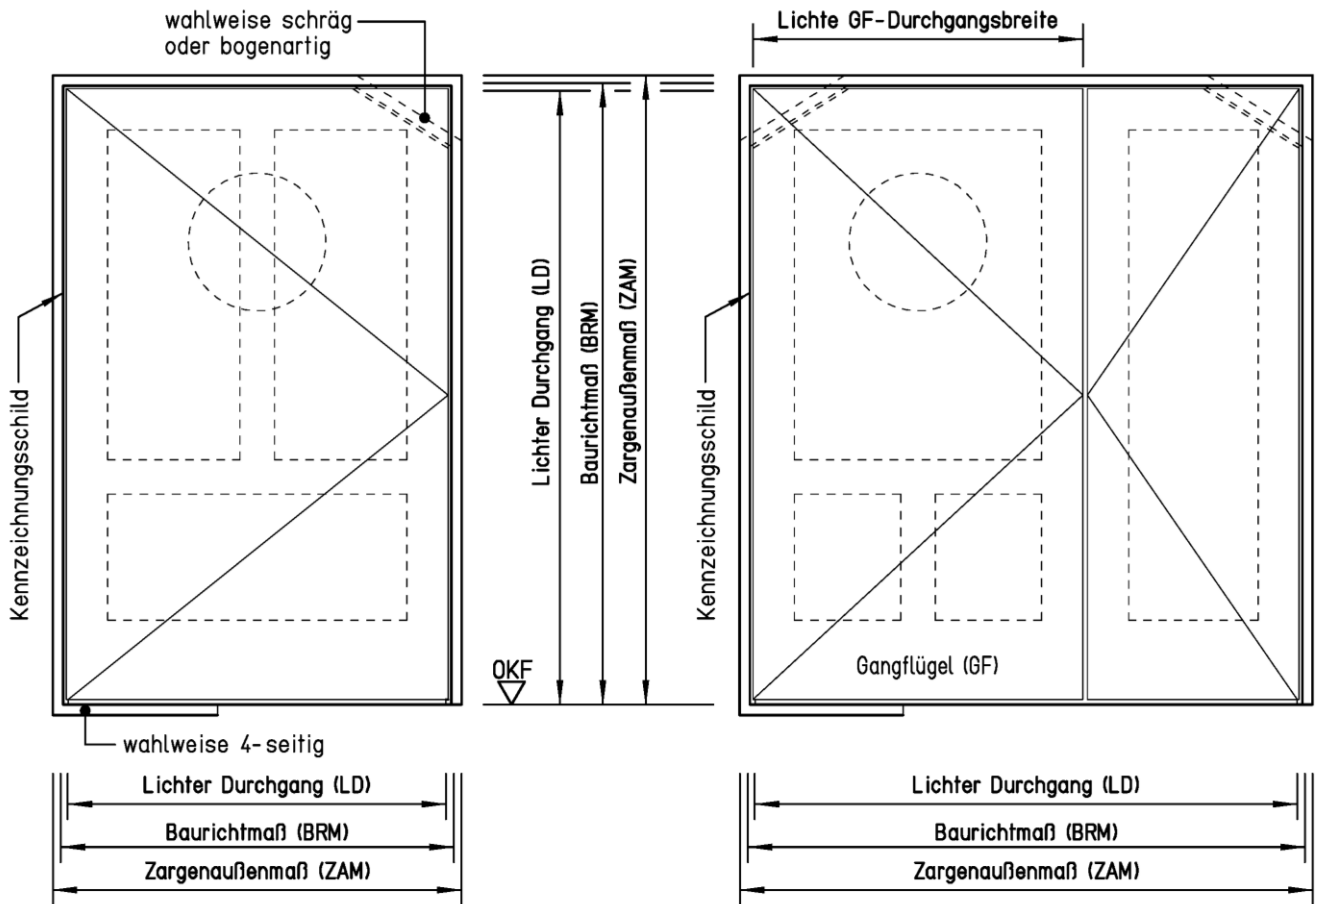 wahlweise schräg
oder bogenartig
Lichte GF-Durchgangsbreite
Kennzeichnungsschild
Lichter Durchgang (LD)
Baurichtmaß (BRM)
Zargenaußenmaß (ZAM)
Kennzeichnungsschild
OKF
Gangflügel (GF)
wahlweise 4-seitig
Lichter Durchgang (LD)
Baurichtmaß (BRM)
Zargenaußenmaß (ZAM)
Lichter Durchgang (LD)
Baurichtmaß (BRM)
Zargenaußenmaß (ZAM)